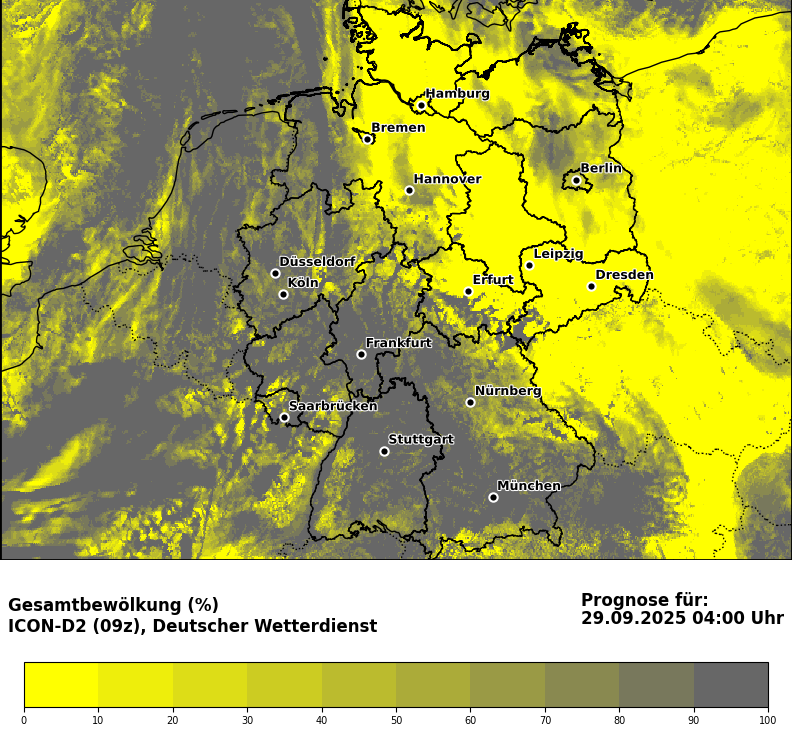 Hamburg
Bremen
Berlin
Hannover
Leipzig
Düsseldorf
Dresden
Köln
Erfurt
Frankfurt
Nürnberg
Saarbrücken
Stuttgart
München
Gesamtbewölkung (%)
ICON-D2 (09z), Deutscher Wetterdienst
Prognose für:
29.09.2025 04:00 Uhr
0 10 20 30 40 50 60 70 80 90 100